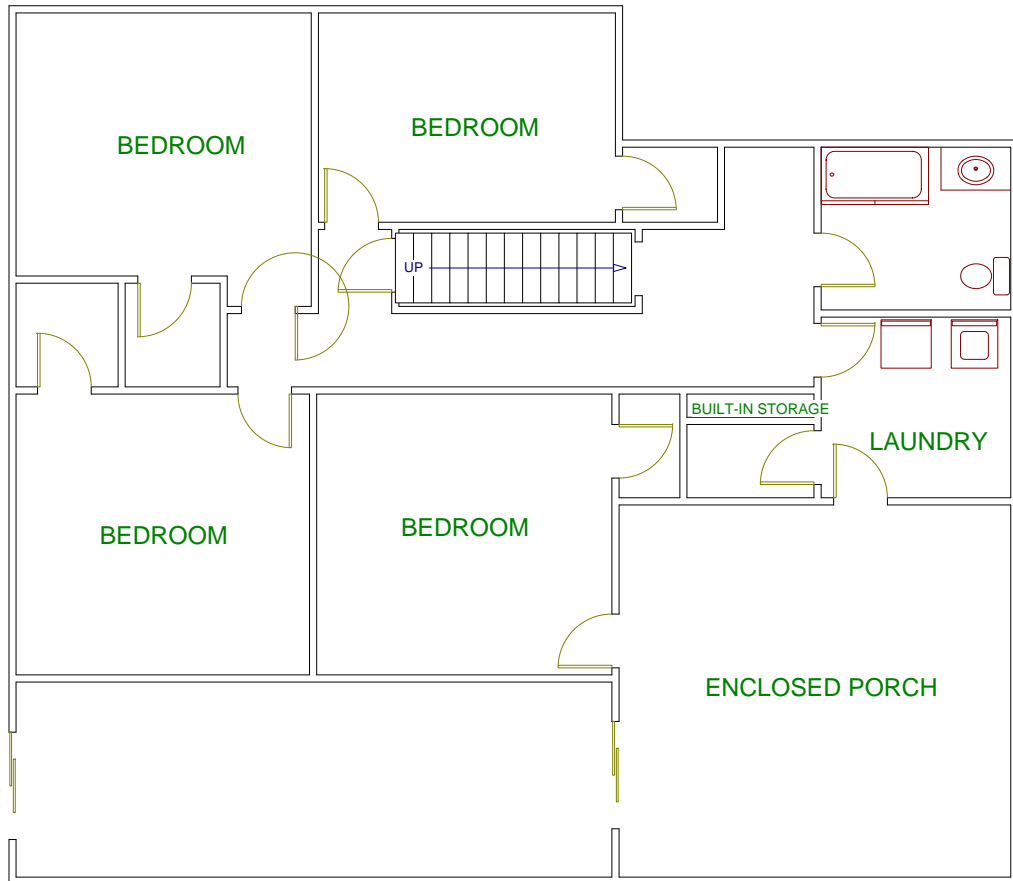 BEDROOM
BEDROOM
UP
BUILT-IN STORAGE
LAUNDRY
BEDROOM
BEDROOM
ENCLOSED PORCH